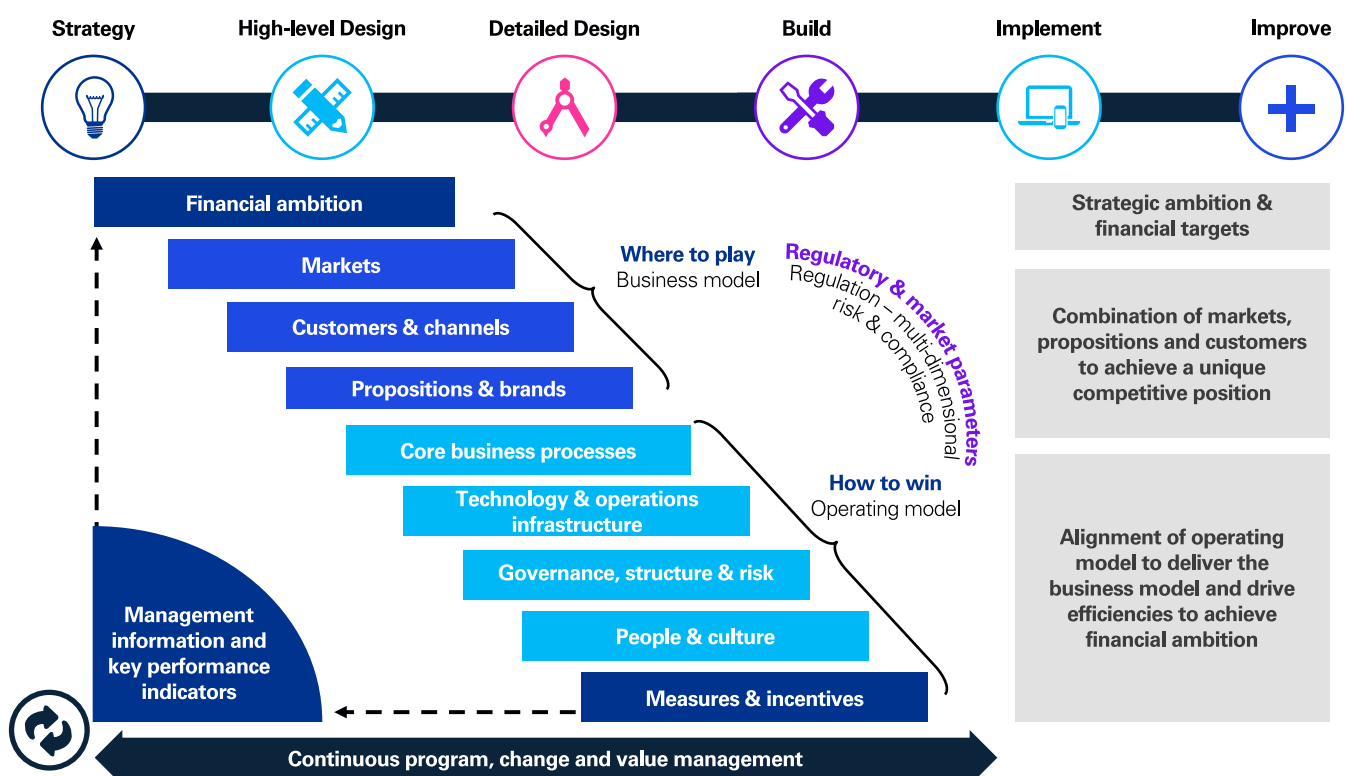 Strategy
High-level Design
Detailed Design
Build
Implement
Improve
Financial ambition
Markets
Customers & channels
Propositions & brands
Core business processes
Technology & operations
infrastructure
Governance, structure & risk
People & culture
Measures & incentives
Where to play
Business model
How to win
Operating model
Regulatory & market parameters
Regulation – multi-dimensional
risk & compliance
Strategic ambition &
financial targets
Combination of markets,
propositions and customers
to achieve a unique
competitive position
Alignment of operating
model to deliver the
business model and drive
efficiencies to achieve
financial ambition
Management
information and
key performance
indicators
Continuous program, change and value management